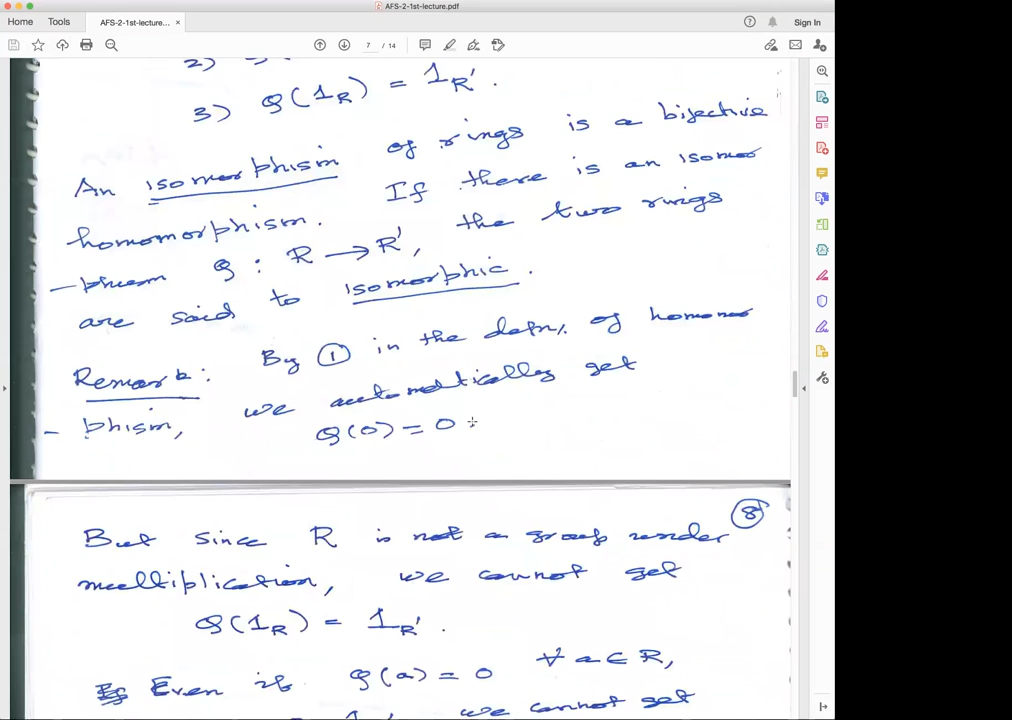 AFS-2-1st-lecture.pdf
Home Tools AFS-2-1st-lecture... × Sign In
7 / 14
2)
3) φ(1_R) = 1_R'.
An isomorphism of rings is a bijective
homomorphism. If there is an isomor
-phism φ : R → R', the two rings
are said to isomorphic.
Remark: By ① in the defn. of homomor
-phism, we automatically get
φ(0) = 0
⑧
But since R is not a group under
multiplication, we cannot get
φ(1_R) = 1_R'.
Even if φ(a) = 0 ∀ a ∈ R,
we cannot get